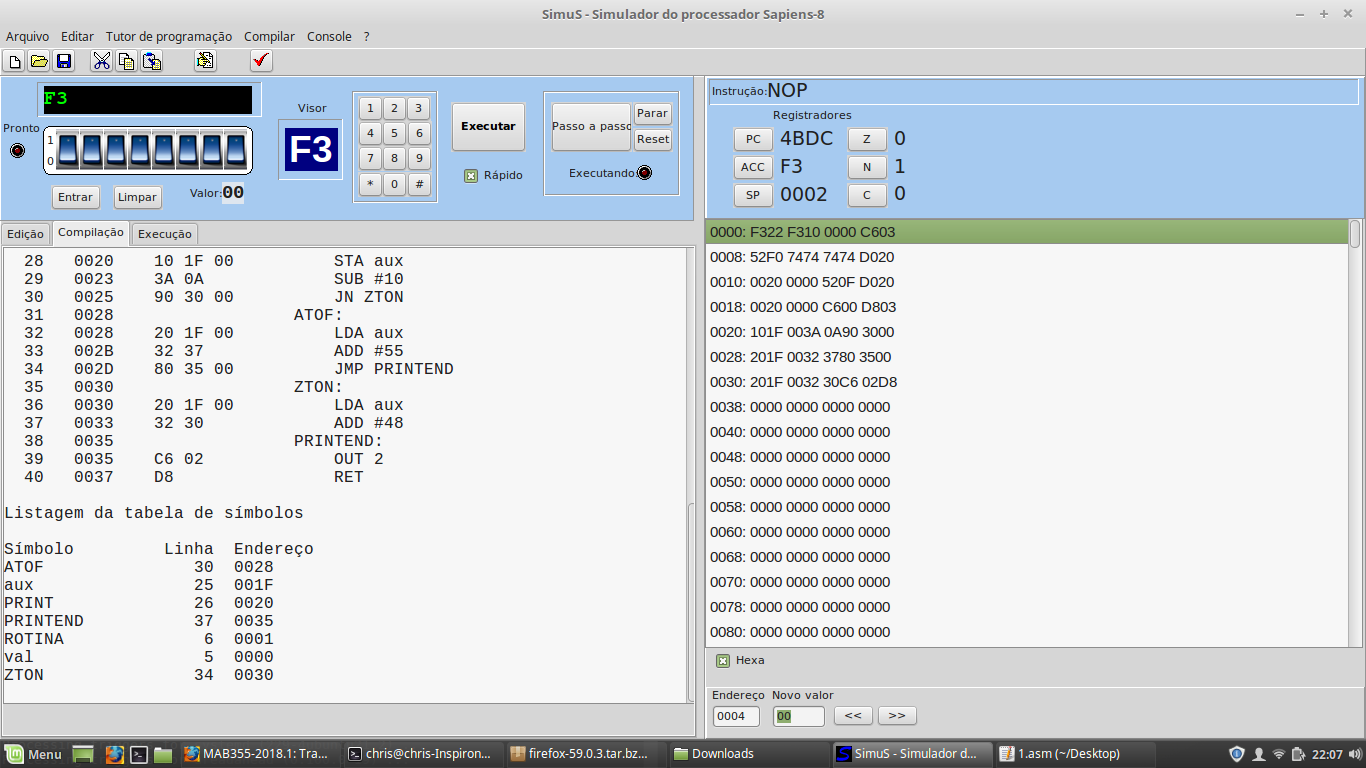 SimuS - Simulador do processador Sapiens-8
Arquivo Editar Tutor de programação Compilar Console ?
F3
Pronto
1
0
Entrar Limpar Valor: 00
Visor
F3
1 2 3
4 5 6
7 8 9
* 0 #
Executar
Rápido
Passo a passo
Parar
Reset
Executando:
Instrução: NOP
Registradores
PC 4BDC Z 0
ACC F3 N 1
SP 0002 C 0
Edição Compilação Execução
28 0020 10 1F 00 STA aux
29 0023 3A 0A SUB #10
30 0025 90 30 00 JN ZTON
31 0028 ATOF:
32 0028 20 1F 00 LDA aux
33 002B 32 37 ADD #55
34 002D 80 35 00 JMP PRINTEND
35 0030 ZTON:
36 0030 20 1F 00 LDA aux
37 0033 32 30 ADD #48
38 0035 PRINTEND:
39 0035 C6 02 OUT 2
40 0037 D8 RET
Listagem da tabela de símbolos
Símbolo Linha Endereço
ATOF 30 0028
aux 25 001F
PRINT 26 0020
PRINTEND 37 0035
ROTINA 6 0001
val 5 0000
ZTON 34 0030
0000: F322 F310 0000 C603
0008: 52F0 7474 7474 D020
0010: 0020 0000 520F D020
0018: 0020 0000 C600 D803
0020: 101F 003A 0A90 3000
0028: 201F 0032 3780 3500
0030: 201F 0032 30C6 02D8
0038: 0000 0000 0000 0000
0040: 0000 0000 0000 0000
0048: 0000 0000 0000 0000
0050: 0000 0000 0000 0000
0058: 0000 0000 0000 0000
0060: 0000 0000 0000 0000
0068: 0000 0000 0000 0000
0070: 0000 0000 0000 0000
0078: 0000 0000 0000 0000
0080: 0000 0000 0000 0000
Hexa
Endereço Novo valor
0004 00 << >>
Menu MAB355-2018.1: Tra... chris@chris-Inspiron... firefox-59.0.3.tar.bz... Downloads SimuS - Simulador d... 1.asm (~/Desktop) 22:07